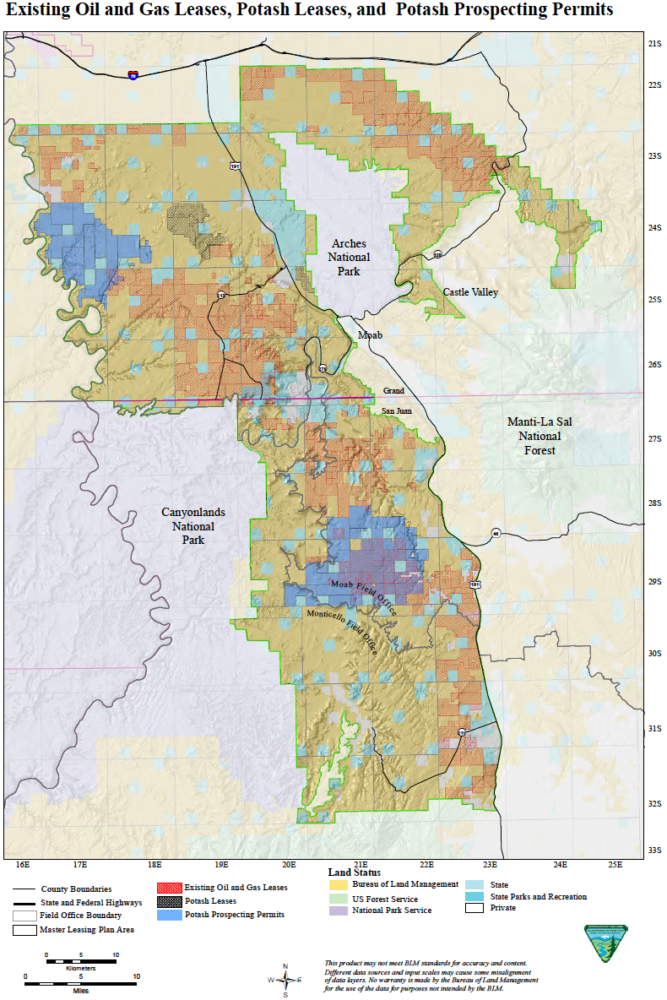 Existing Oil and Gas Leases, Potash Leases, and Potash Prospecting Permits
21S
70
22S
191
23S
24S
Arches
National
Park
128
313
Castle Valley
25S
Moab
279
26S
Grand
San Juan
Manti-La Sal
National
Forest
27S
28S
Canyonlands
National
Park
46
29S
191
Moab Field Office
Monticello Field Office
30S
31S
211
32S
33S
16E 17E 18E 19E 20E 21E 22E 23E 24E 25E
Land Status
County Boundaries
State and Federal Highways
Field Office Boundary
Master Leasing Plan Area
Existing Oil and Gas Leases
Potash Leases
Potash Prospecting Permits
Bureau of Land Management
US Forest Service
National Park Service
State
State Parks and Recreation
Private
0 5 10
Kilometers
0 5 10
Miles
N
W E
S
This product may not meet BLM standards for accuracy and content.
Different data sources and input scales may cause some misalignment
of data layers. No warranty is made by the Bureau of Land Management
for the use of the data for purposes not intended by the BLM.